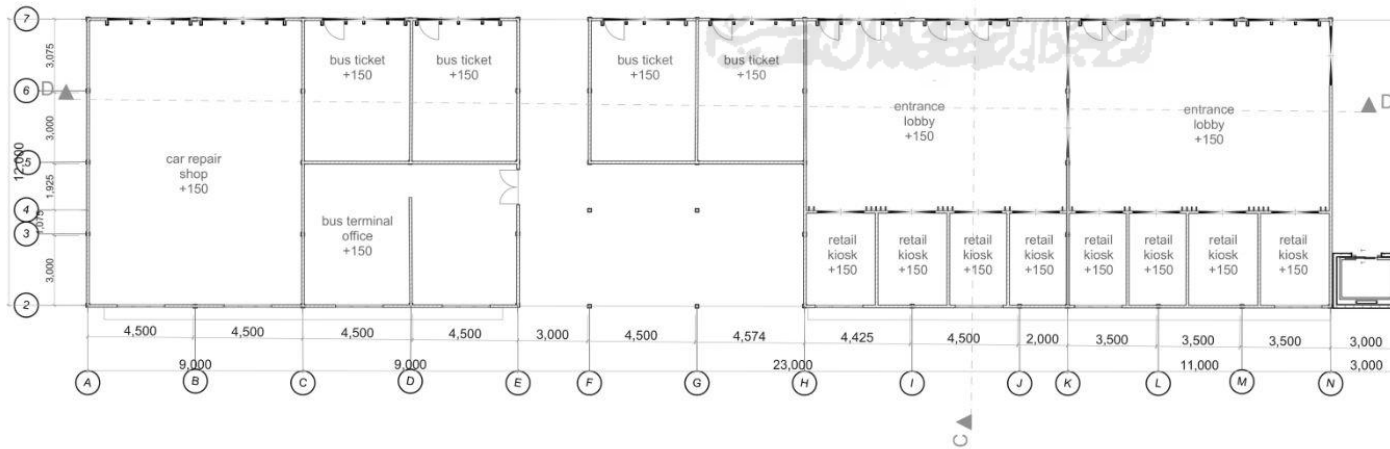 7
6
5
4
3
2
3,075
3,000
12,000
1,925
1,075
3,000
D
D
car repair
shop
+150
bus ticket
+150
bus ticket
+150
bus terminal
office
+150
bus ticket
+150
bus ticket
+150
entrance
lobby
+150
entrance
lobby
+150
retail
kiosk
+150
retail
kiosk
+150
retail
kiosk
+150
retail
kiosk
+150
retail
kiosk
+150
retail
kiosk
+150
retail
kiosk
+150
retail
kiosk
+150
4,500 4,500 4,500 4,500 3,000 4,500 4,574 4,425 4,500 2,000 3,500 3,500 3,500 3,000
9,000 9,000 23,000 11,000 3,000
A B C D E F G H I J K L M N
C